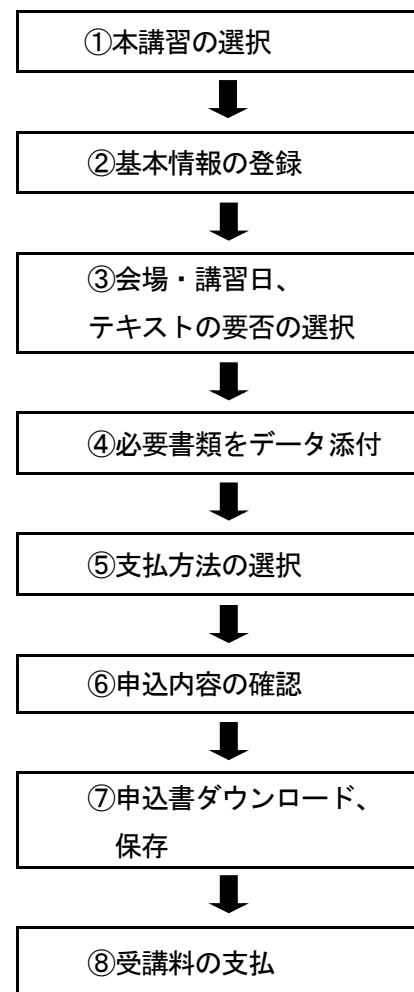 ①本講習の選択
②基本情報の登録
③会場・講習日、
テキストの要否の選択
④必要書類をデータ添付
⑤支払方法の選択
⑥申込内容の確認
⑦申込書ダウンロード、
保存
⑧受講料の支払